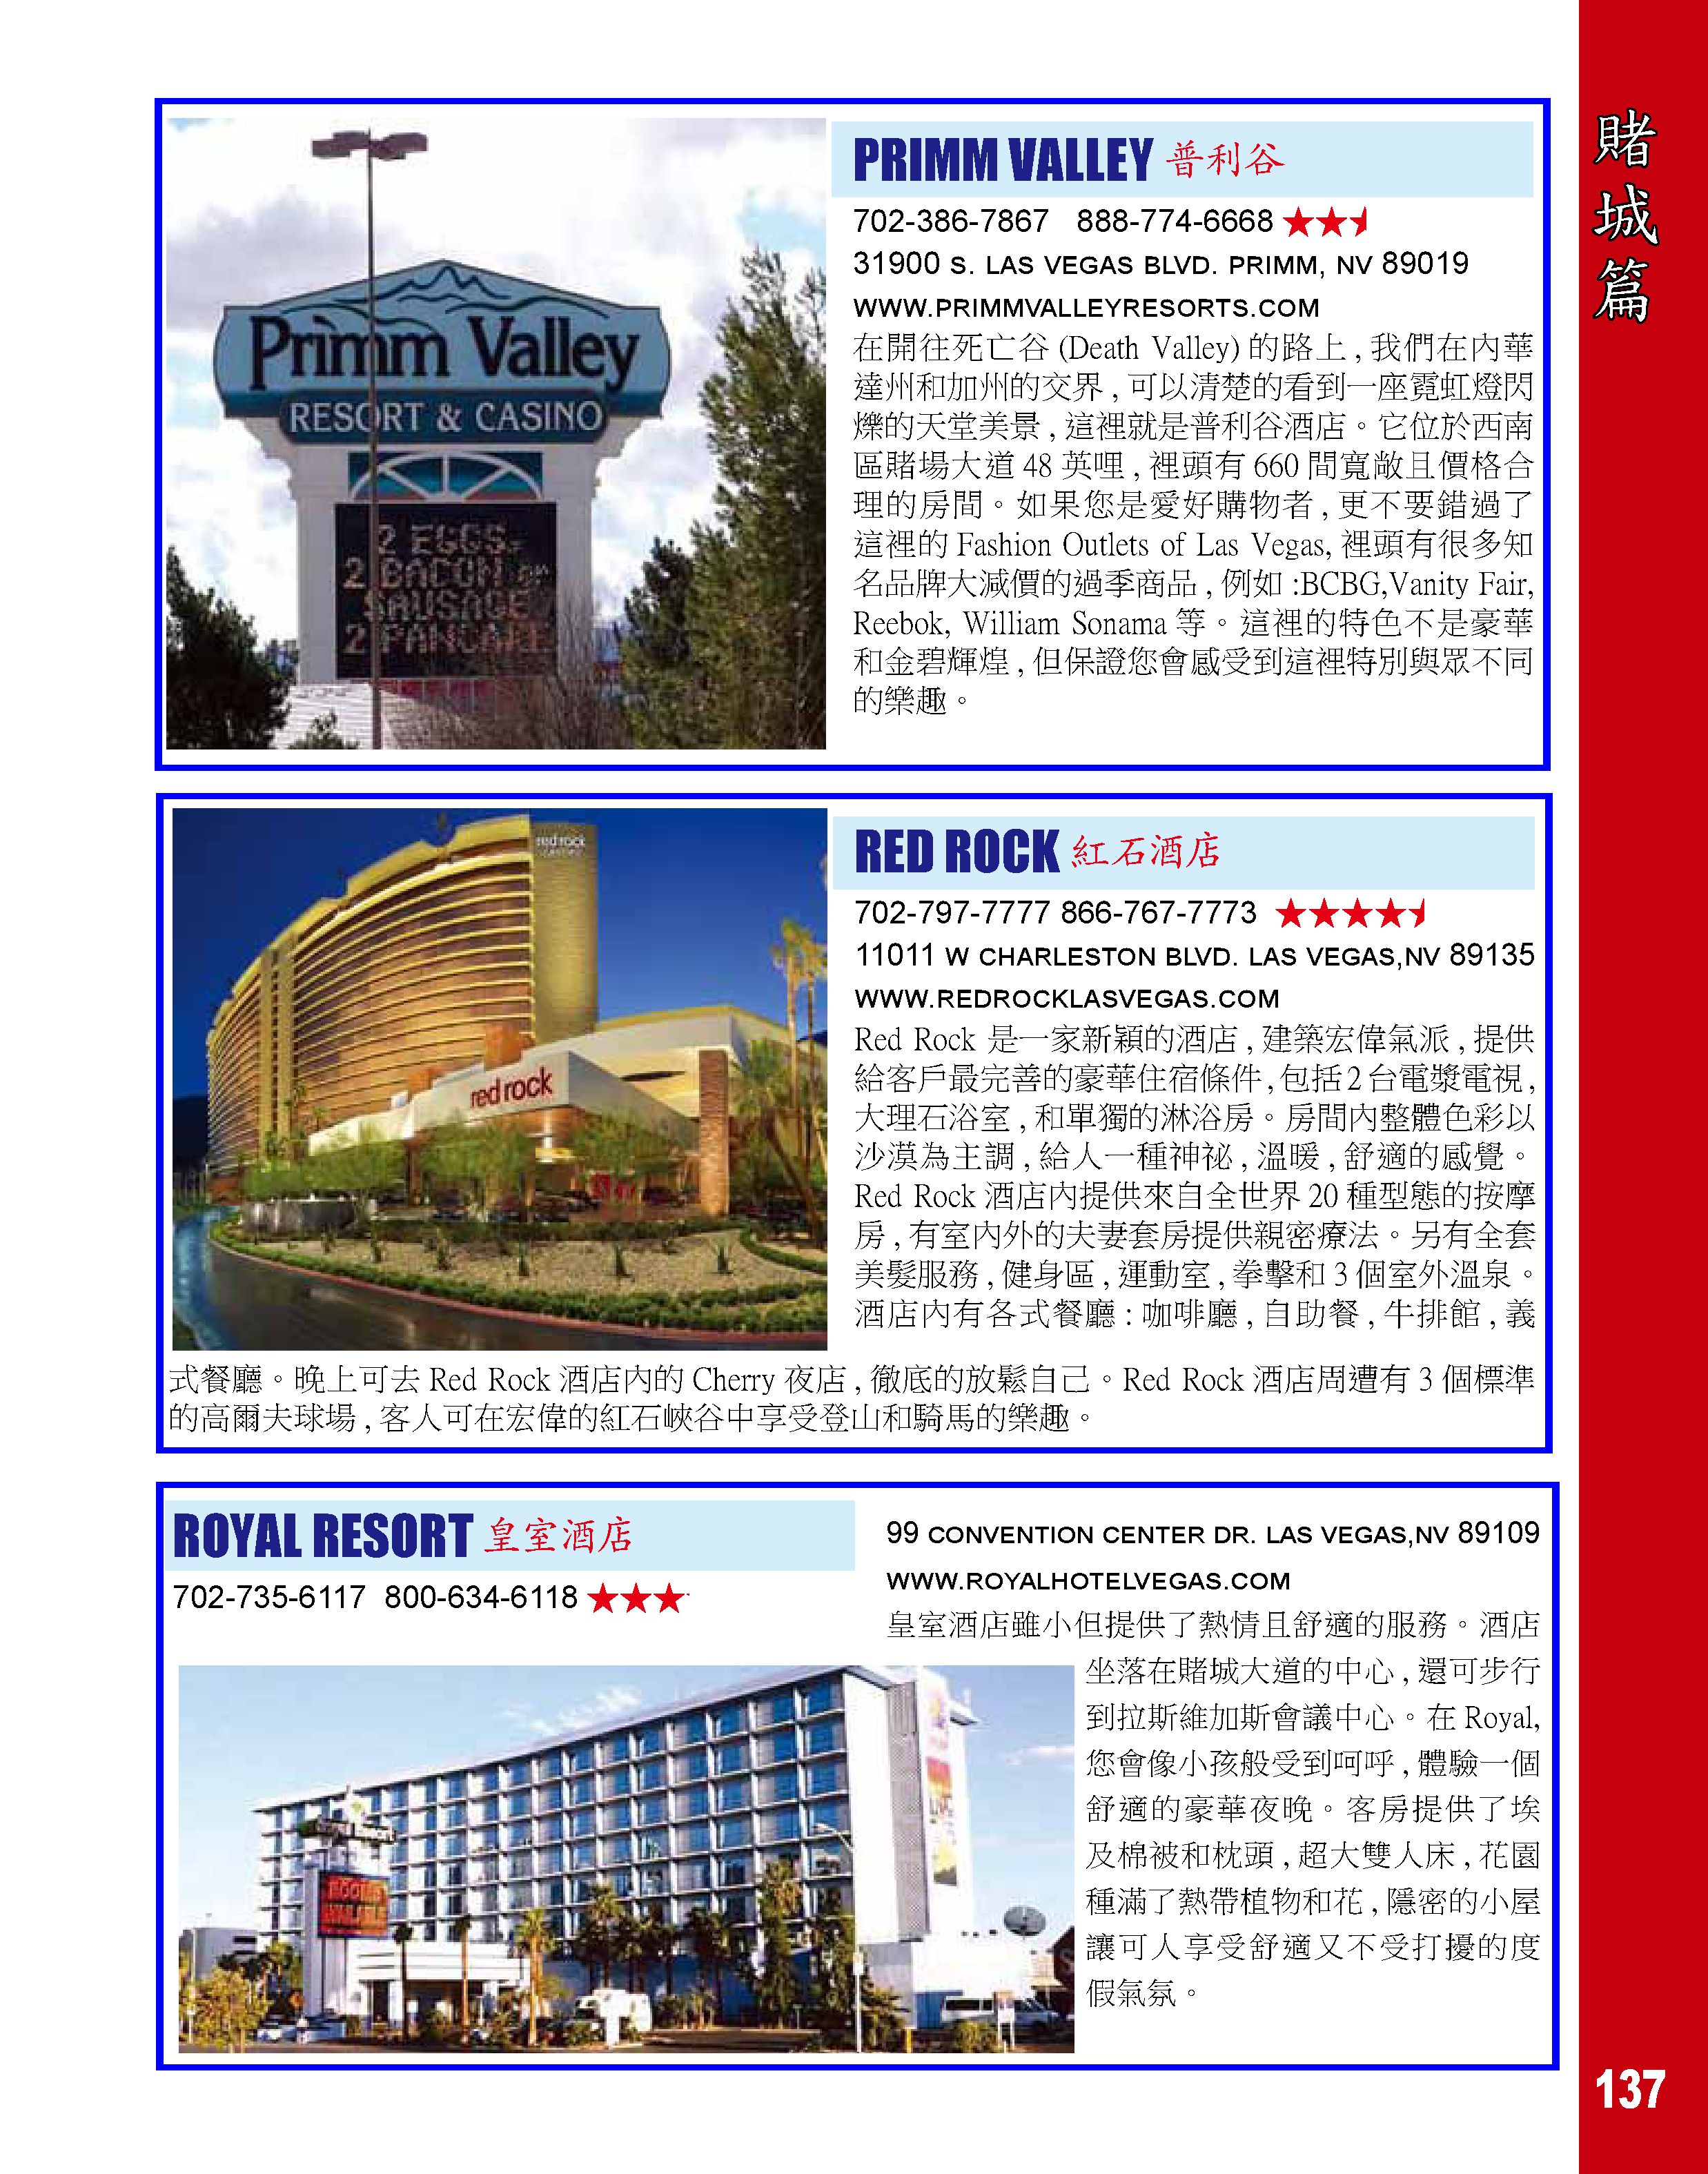 賭城篇
PRIMM VALLEY 普利谷
702-386-7867 888-774-6668
31900 S. LAS VEGAS BLVD. PRIMM, NV 89019
WWW.PRIMMVALLEYRESORTS.COM
在開往死亡谷 (Death Valley) 的路上 , 我們在內華
達州和加州的交界 , 可以清楚的看到一座霓虹燈閃
爍的天堂美景 , 這裡就是普利谷酒店。它位於西南
區賭場大道 48 英哩 , 裡頭有 660 間寬敞且價格合
理的房間。如果您是愛好購物者 , 更不要錯過了
這裡的 Fashion Outlets of Las Vegas, 裡頭有很多知
名品牌大減價的過季商品 , 例如 :BCBG,Vanity Fair,
Reebok, William Sonama 等。這裡的特色不是豪華
和金碧輝煌 , 但保證您會感受到這裡特別與眾不同
的樂趣。
Primm Valley
RESORT & CASINO
2 EGGS
2 BACON
SAUSAGE
2 PANCAKE
RED ROCK 紅石酒店
702-797-7777 866-767-7773
11011 W CHARLESTON BLVD. LAS VEGAS,NV 89135
WWW.REDROCKLASVEGAS.COM
Red Rock 是一家新穎的酒店 , 建築宏偉氣派 , 提供
給客戶最完善的豪華住宿條件 , 包括 2 台電漿電視 ,
大理石浴室 , 和單獨的淋浴房。房間內整體色彩以
沙漠為主調 , 給人一種神祕 , 溫暖 , 舒適的感覺。
Red Rock 酒店內提供來自全世界 20 種型態的按摩
房 , 有室內外的夫妻套房提供親密療法。另有全套
美髮服務 , 健身區 , 運動室 , 拳擊和 3 個室外溫泉。
酒店內有各式餐廳 : 咖啡廳 , 自助餐 , 牛排館 , 義
式餐廳。晚上可去 Red Rock 酒店內的 Cherry 夜店 , 徹底的放鬆自己。Red Rock 酒店周遭有 3 個標準
的高爾夫球場 , 客人可在宏偉的紅石峽谷中享受登山和騎馬的樂趣。
red rock
red rock
ROYAL RESORT 皇室酒店
702-735-6117 800-634-6118
99 CONVENTION CENTER DR. LAS VEGAS,NV 89109
WWW.ROYALHOTELVEGAS.COM
皇室酒店雖小但提供了熱情且舒適的服務。酒店
坐落在賭城大道的中心 , 還可步行
到拉斯維加斯會議中心。在 Royal,
您會像小孩般受到呵呼 , 體驗一個
舒適的豪華夜晚。客房提供了埃
及棉被和枕頭 , 超大雙人床 , 花園
種滿了熱帶植物和花 , 隱密的小屋
讓可人享受舒適又不受打擾的度
假氣氛。
137